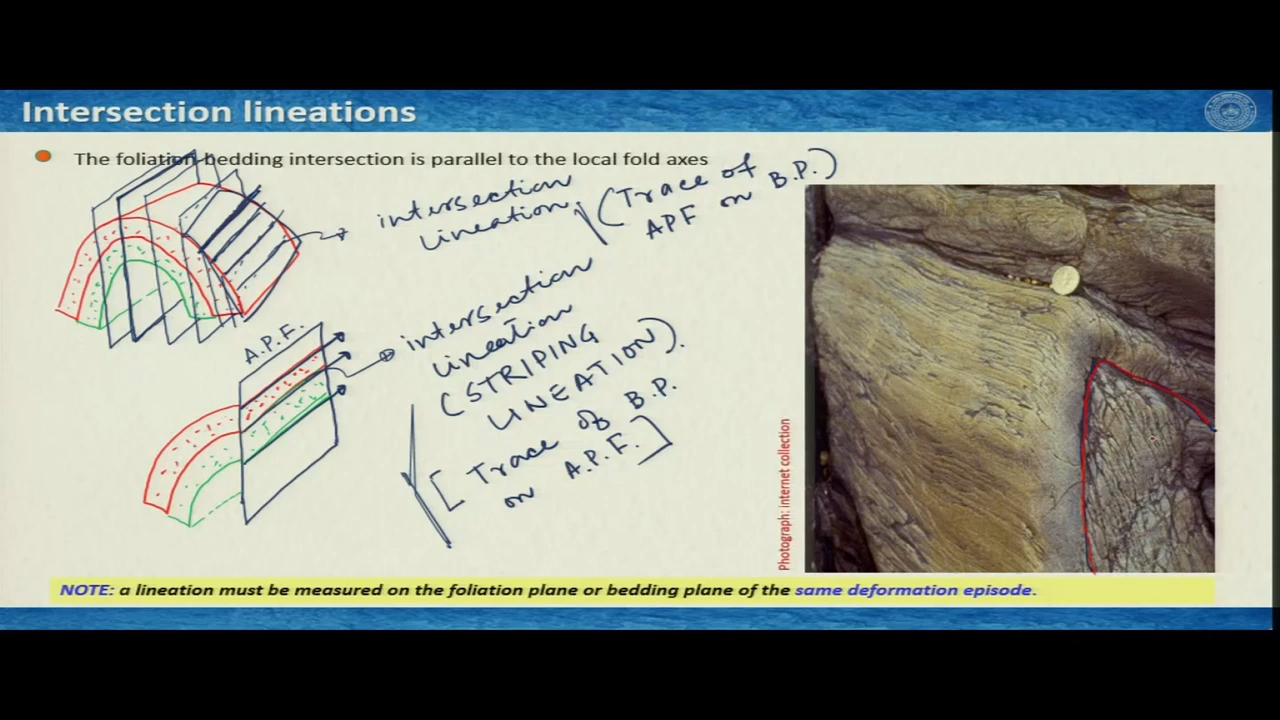 Intersection lineations
The foliation bedding intersection is parallel to the local fold axes
intersection
lineation
(Trace of
APF on B.P.)
A.P.F.
intersection
lineation
(STRIPING
LINEATION).
[Trace of B.P.
on A.P.F.]
Photograph: internet collection
NOTE: a lineation must be measured on the foliation plane or bedding plane of the same deformation episode.